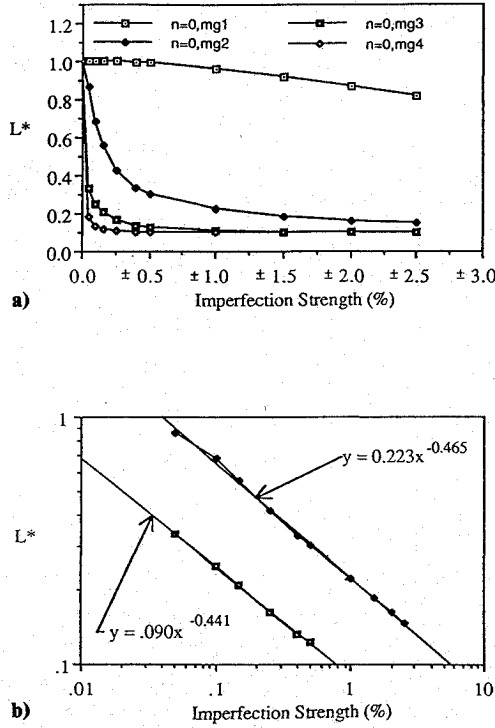 n=0,mg1
n=0,mg3
n=0,mg2
n=0,mg4
1.2
1.0
0.8
0.6
0.4
0.2
0.0
L*
0.0
± 0.5
± 1.0
± 1.5
± 2.0
± 2.5
± 3.0
Imperfection Strength (%)
a)
1
.1
L*
y = 0.223x -0.465
y = .090x -0.441
.01
.1
.1
10
Imperfection Strength (%)
b)